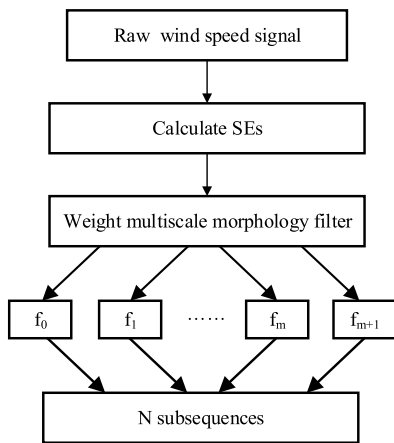 Raw wind speed signal
Calculate SEs
Weight multiscale morphology filter
f₀ f₁ …… fₘ fₘ₊₁
N subsequences